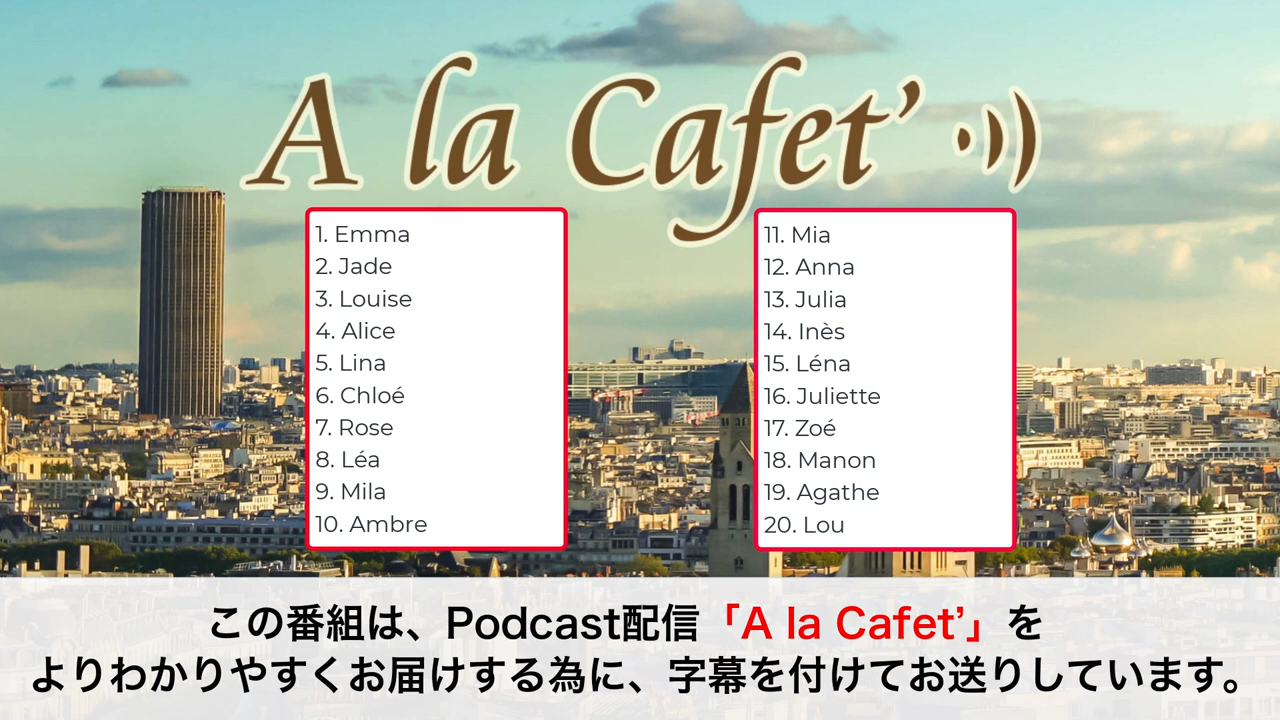 A la Cafet’
1. Emma
2. Jade
3. Louise
4. Alice
5. Lina
6. Chloé
7. Rose
8. Léa
9. Mila
10. Ambre
11. Mia
12. Anna
13. Julia
14. Inès
15. Léna
16. Juliette
17. Zoé
18. Manon
19. Agathe
20. Lou
この番組は、Podcast配信「A la Cafet’」を
よりわかりやすくお届けする為に、字幕を付けてお送りしています。